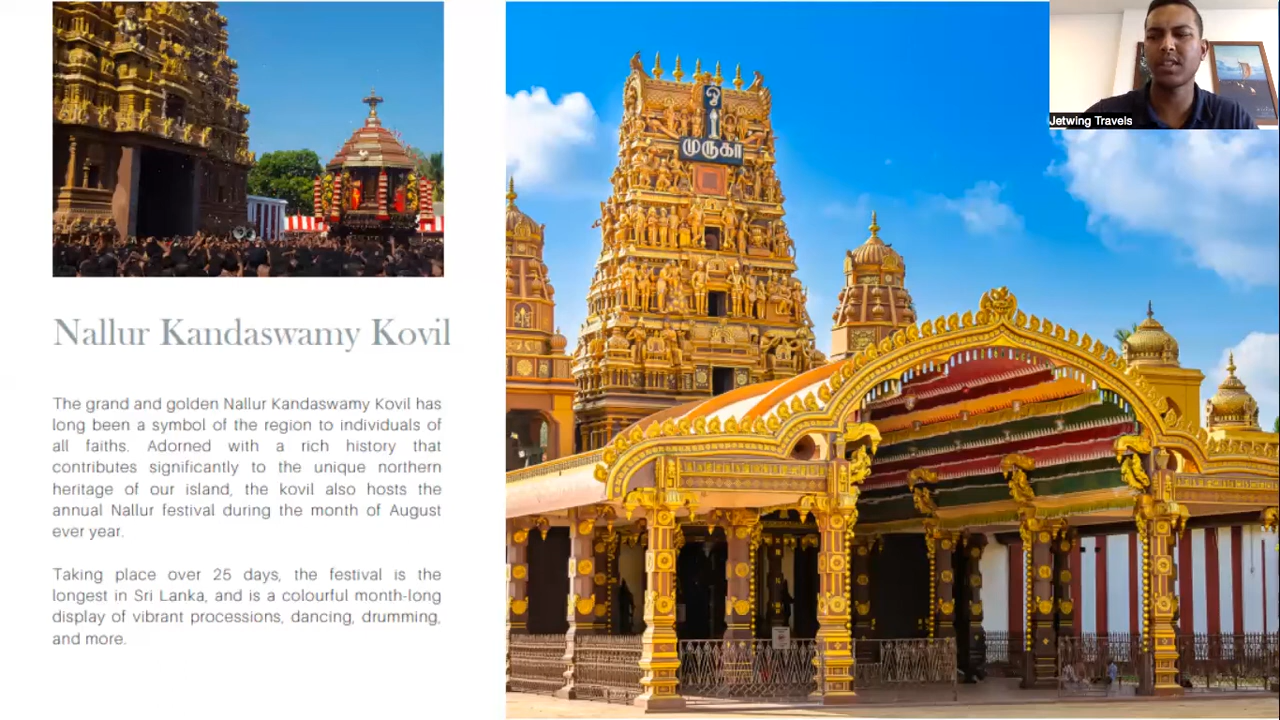 ஓ
முருகா
Jetwing Travels
Nallur Kandaswamy Kovil
The grand and golden Nallur Kandaswamy Kovil has
long been a symbol of the region to individuals of
all faiths. Adorned with a rich history that
contributes significantly to the unique northern
heritage of our island, the kovil also hosts the
annual Nallur festival during the month of August
ever year.
Taking place over 25 days, the festival is the
longest in Sri Lanka, and is a colourful month-long
display of vibrant processions, dancing, drumming,
and more.